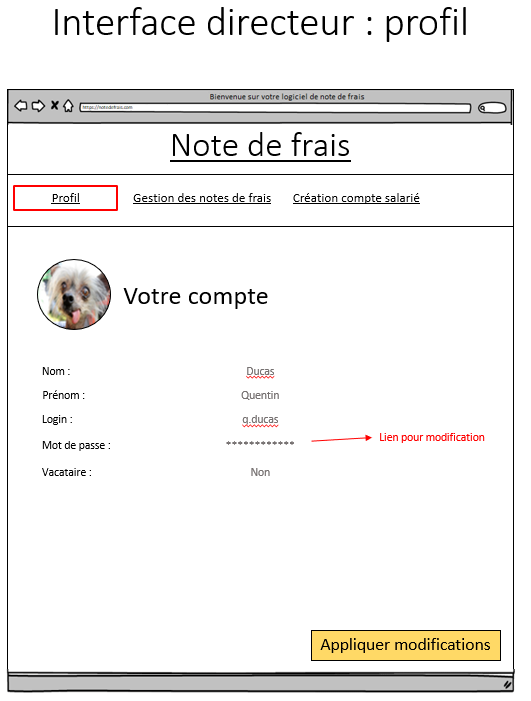 Interface directeur : profil
Bienvenue sur votre logiciel de note de frais
https://notedefrais.com
Note de frais
Profil Gestion des notes de frais Création compte salarié
Votre compte
Nom : Ducas
Prénom : Quentin
Login : q.ducas
Mot de passe : ************ Lien pour modification
Vacataire : Non
Appliquer modifications